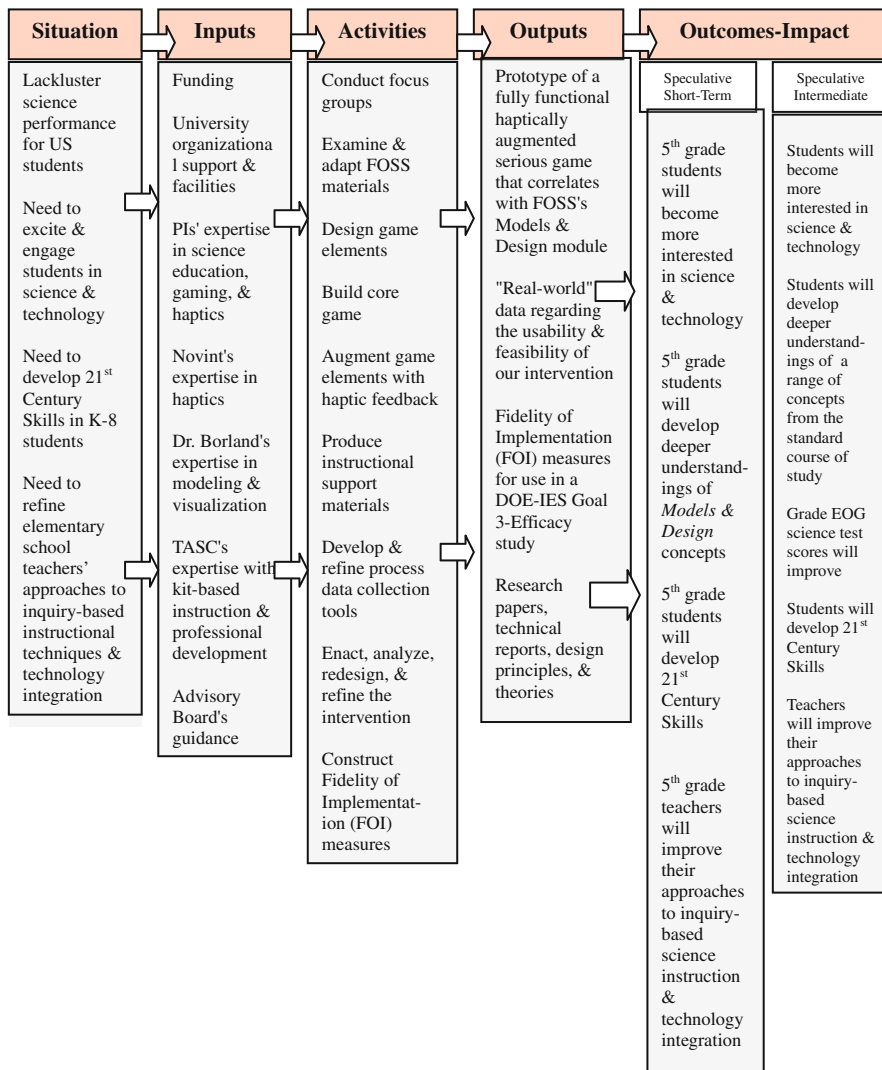 Situation
Inputs
Activities
Outputs
Outcomes-Impact
Lackluster
science
performance
for US
students
Need to
excite &
engage
students in
science &
technology
Need to
develop 21st
Century
Skills in K-8
students
Need to
refine
elementary
school
teachers’
approaches to
inquiry-based
instructional
techniques &
technology
integration
Funding
University
organizationa
l support &
facilities
PIs' expertise
in science
education,
gaming, &
haptics
Novint's
expertise in
haptics
Dr. Borland's
expertise in
modeling &
visualization
TASC's
expertise with
kit-based
instruction &
professional
development
Advisory
Board's
guidance
Conduct focus
groups
Examine &
adapt FOSS
materials
Design game
elements
Build core
game
Augment game
elements with
haptic feedback
Produce
instructional
support
materials
Develop &
refine process
data collection
tools
Enact, analyze,
redesign, &
refine the
intervention
Construct
Fidelity of
Implementat-
ion (FOI)
measures
Prototype of a
fully functional
haptically
augmented
serious game
that correlates
with FOSS's
Models &
Design module
"Real-world"
data regarding
the usability &
feasibility of
our intervention
Fidelity of
Implementation
(FOI) measures
for use in a
DOE-IES Goal
3-Efficacy
study
Research
papers,
technical
reports, design
principles, &
theories
Speculative
Short-Term
5th grade
students
will
become
more
interested
in science
&
technology
5th grade
students
will
develop
deeper
understand-
ings of
Models &
Design
concepts
5th grade
students
will
develop
21st
Century
Skills
5th grade
teachers
will
improve
their
approaches
to inquiry-
based
science
instruction
&
technology
integration
Speculative
Intermediate
Students will
become
more
interested in
science &
technology
Students will
develop
deeper
understand-
ings of a
range of
concepts
from the
standard
course of
study
Grade EOG
science test
scores will
improve
Students will
develop 21st
Century
Skills
Teachers
will improve
their
approaches
to inquiry-
based
science
instruction &
technology
integration